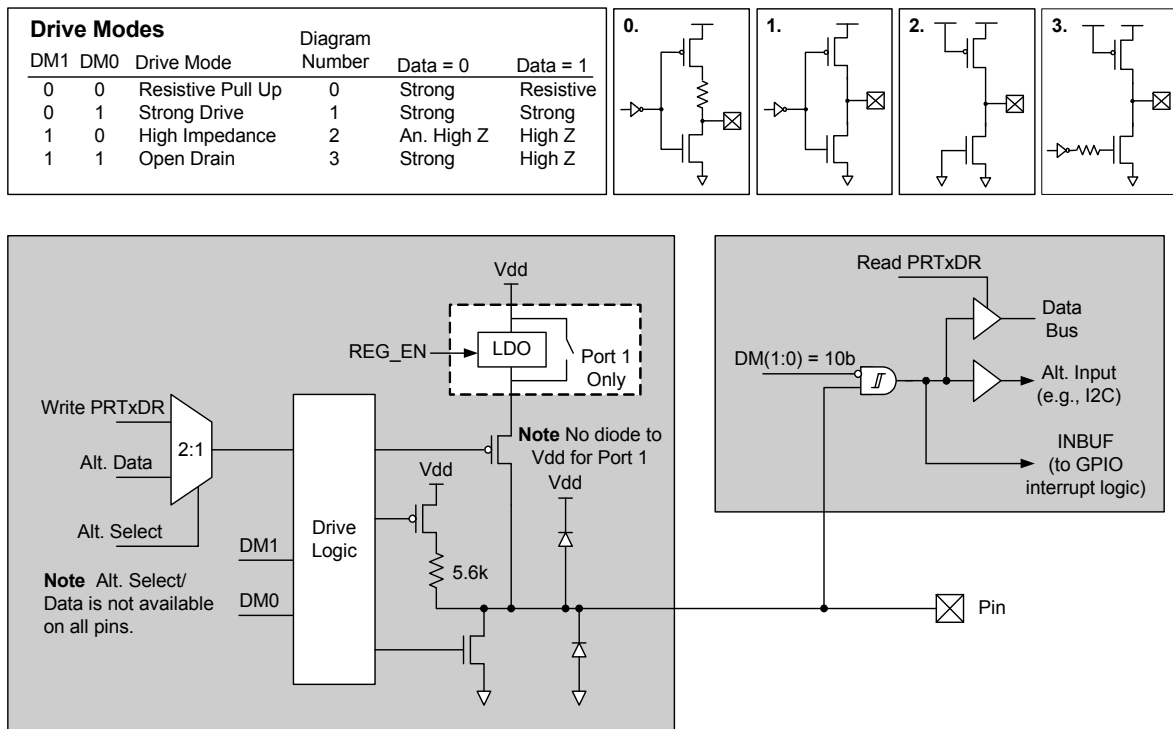 Drive Modes
DM1 DM0 Drive Mode Diagram Number Data = 0 Data = 1
0 0 Resistive Pull Up 0 Strong Resistive
0 1 Strong Drive 1 Strong Strong
1 0 High Impedance 2 An. High Z High Z
1 1 Open Drain 3 Strong High Z
0.
1.
2.
3.
Vdd
REG_EN
LDO
Port 1
Only
Write PRTxDR
2:1
Alt. Data
Alt. Select
Note Alt. Select/
Data is not available
on all pins.
DM1
DM0
Drive
Logic
Note No diode to
Vdd for Port 1
Vdd
Vdd
5.6k
Read PRTxDR
Data
Bus
DM(1:0) = 10b
Alt. Input
(e.g., I2C)
INBUF
(to GPIO
interrupt logic)
Pin